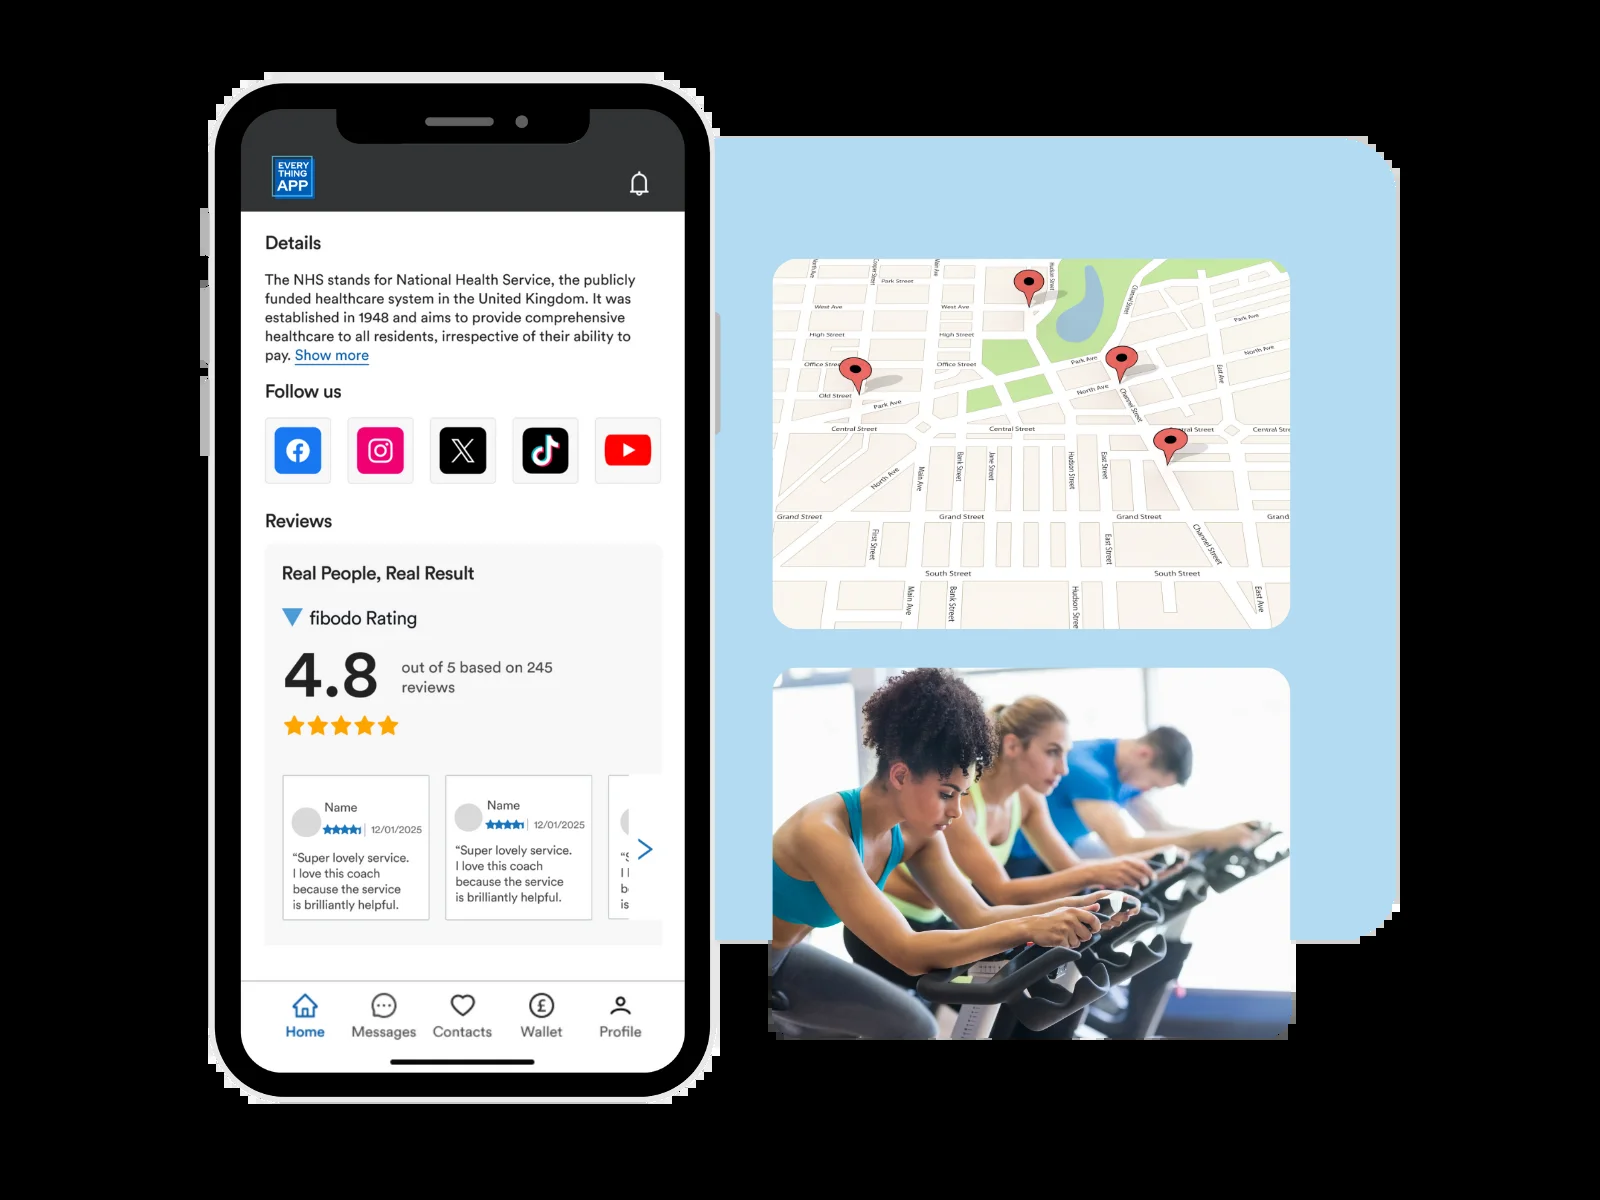 EVERY
THING
APP
Details
The NHS stands for National Health Service, the publicly
funded healthcare system in the United Kingdom. It was
established in 1948 and aims to provide comprehensive
healthcare to all residents, irrespective of their ability to
pay. Show more
Follow us
Reviews
Real People, Real Result
fibodo Rating
4.8
out of 5 based on 245
reviews
Name
12/01/2025
“Super lovely service.
I love this coach
because the service
is brilliantly helpful.
Name
12/01/2025
“Super lovely service.
I love this coach
because the service
is brilliantly helpful.
Home
Messages
Contacts
Wallet
Profile
Park Street
West Ave
West Ave
High Street
High Street
Office Street
Office Street
Old Street
Park Ave
Park Ave
North Ave
North Ave
Park Ave
North Ave
East Ave
Channel Street
Central Street
Central Street
North Ave
Main Ave
Bank Street
Jane Street
Hudson Street
East Street
Grand Street
Grand Street
Grand Street
Grand
First Street
East Street
Channel Street
South Street
South Street
Main Ave
Bank Street
Hudson Street
East Ave